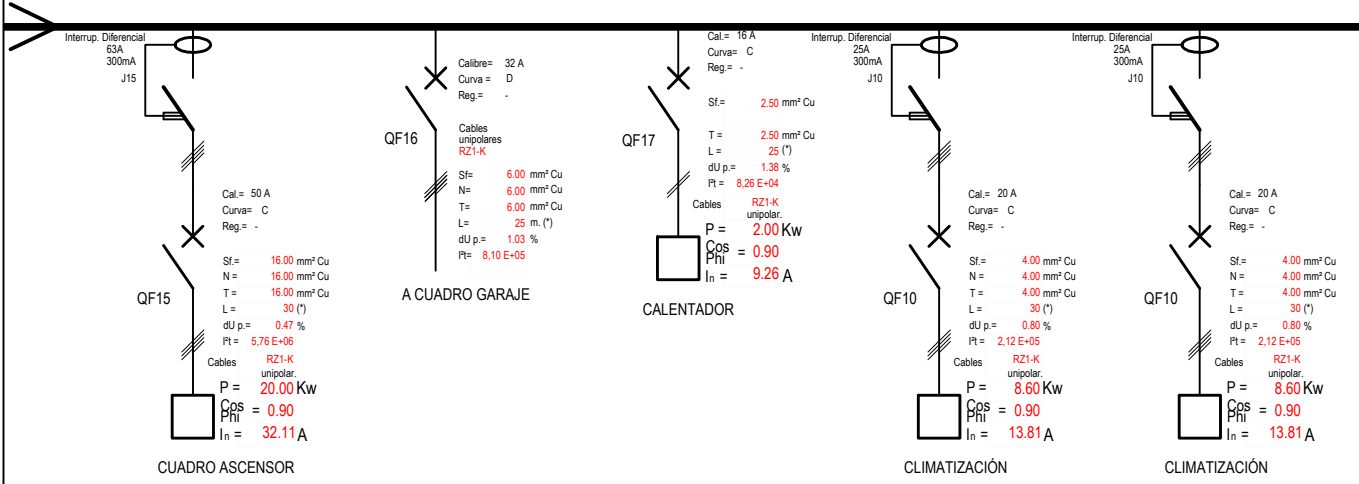 Interrup. Diferencial
63A
300mA
J15
Cal.= 50 A
Curva= C
Reg.= -
QF15
Sf.= 16.00 mm² Cu
N = 16.00 mm² Cu
T = 16.00 mm² Cu
L = 30 (*)
dU p.= 0.47 %
I²t = 5,76 E+06
Cables RZ1-K
unipolar.
P = 20.00 Kw
Cos Phi = 0.90
In = 32.11 A
CUADRO ASCENSOR
Calibre= 32 A
Curva = D
Reg.= -
QF16
Cables
unipolares
RZ1-K
Sf= 6.00 mm² Cu
N= 6.00 mm² Cu
T= 6.00 mm² Cu
L= 25 m. (*)
dU p.= 1.03 %
I²t= 8,10 E+05
A CUADRO GARAJE
Cal.= 16 A
Curva= C
Reg.= -
QF17
Sf.= 2.50 mm² Cu
T = 2.50 mm² Cu
L = 25 (*)
dU p.= 1.38 %
I²t = 8,26 E+04
Cables RZ1-K
unipolar.
P = 2.00 Kw
Cos Phi = 0.90
In = 9.26 A
CALENTADOR
Interrup. Diferencial
25A
300mA
J10
Cal.= 20 A
Curva= C
Reg.= -
QF10
Sf.= 4.00 mm² Cu
N = 4.00 mm² Cu
T = 4.00 mm² Cu
L = 30 (*)
dU p.= 0.80 %
I²t = 2,12 E+05
Cables RZ1-K
unipolar.
P = 8.60 Kw
Cos Phi = 0.90
In = 13.81 A
CLIMATIZACIÓN
Interrup. Diferencial
25A
300mA
J10
Cal.= 20 A
Curva= C
Reg.= -
QF10
Sf.= 4.00 mm² Cu
N = 4.00 mm² Cu
T = 4.00 mm² Cu
L = 30 (*)
dU p.= 0.80 %
I²t = 2,12 E+05
Cables RZ1-K
unipolar.
P = 8.60 Kw
Cos Phi = 0.90
In = 13.81 A
CLIMATIZACIÓN